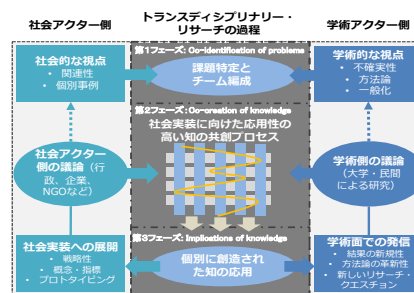 社会アクター側
トランスディシプリナリー・
リサーチの過程
学術アクター側
社会的な視点
• 関連性
• 個別事例
第1フェーズ: Co-identification of problems
課題特定と
チーム編成
学術的な視点
• 不確実性
• 方法論
• 一般化
第2フェーズ: Co-creation of knowledge
社会実装に向けた応用性の
高い知の共創プロセス
社会アクター
側の議論（行
政、企業、
NGOなど）
学術側の議論
（大学・民間
による研究）
第3フェーズ: Implications of knowledge
個別に創造され
た知の応用
社会実装への展開
• 戦略性
• 概念・指標
• プロトタイピング
学術面での発信
• 結果の新規性
• 方法論の革新性
• 新しいリサーチ・
クエスチョン